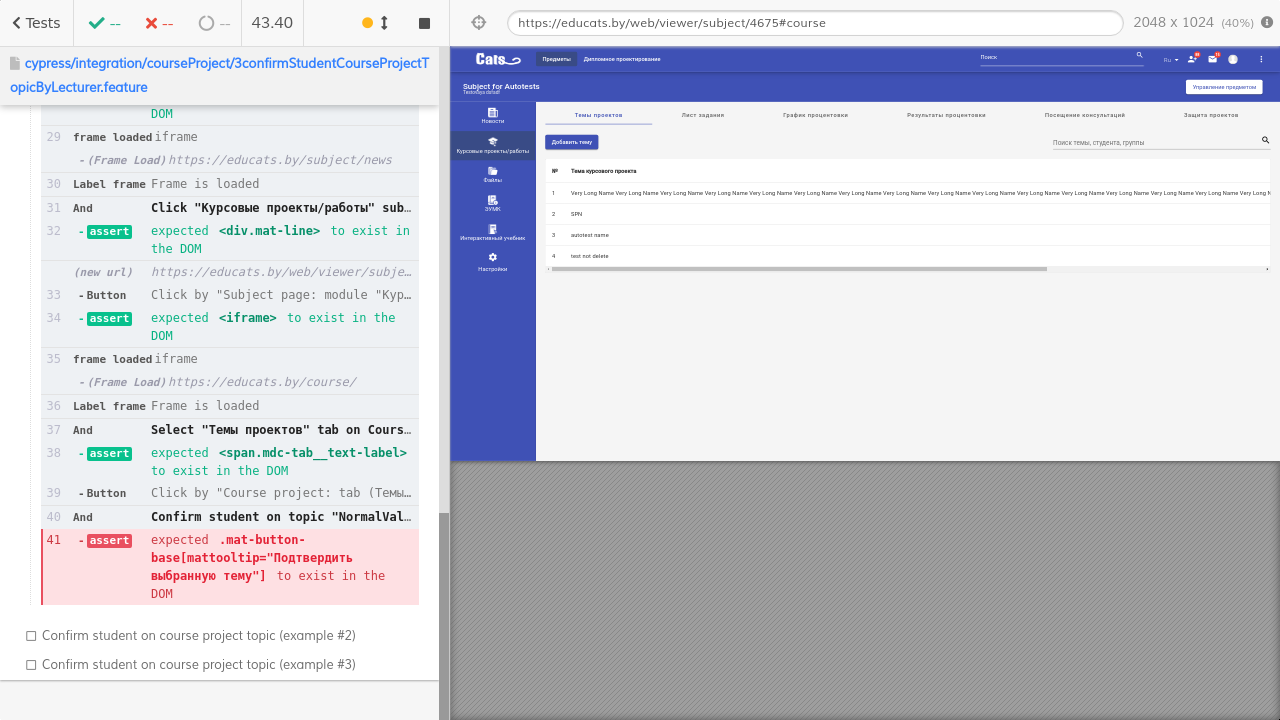 Tests
--
--
--
43.40
https://educats.by/web/viewer/subject/4675#course
2048 x 1024 (40%)
cypress/integration/courseProject/3confirmStudentCourseProjectT
opicByLecturer.feature
DOM
29 frame loaded iframe
-(Frame Load) https://educats.by/subject/news
30 Label frame Frame is loaded
31 And Click "Курсовые проекты/работы" sub…
32 -assert expected <div.mat-line> to exist in
the DOM
(new url) https://educats.by/web/viewer/subje…
33 -Button Click by "Subject page: module "Кур…
34 -assert expected <iframe> to exist in the
DOM
35 frame loaded iframe
-(Frame Load) https://educats.by/course/
36 Label frame Frame is loaded
37 And Select "Темы проектов" tab on Cours…
38 -assert expected <span.mdc-tab__text-label>
to exist in the DOM
39 -Button Click by "Course project: tab (Темы…
40 And Confirm student on topic "NormalVal…
41 -assert expected .mat-button-
base[mattooltip="Подтвердить
выбранную тему"] to exist in the
DOM
Confirm student on course project topic (example #2)
Confirm student on course project topic (example #3)
Cats Предметы Дипломное проектирование Поиск Ru
Subject for Autotests
Управление предметом
Новости
Курсовые проекты/работы
Файлы
ЭУМК
Интерактивный учебник
Настройки
Темы проектов Лист задания График процентовки Результаты процентовки Посещение консультаций Защита проектов
Добавить тему Поиск темы, студента, группы
№ Тема курсового проекта
1 Very Long Name Very Long Name Very Long Name Very Long Name Very Long Name Very Long Name Very Long Name Very Long Name Very Long Name Very Long Name Very Long Name Very Long Name Very Long Name Very Long Name Very Long Name Very Long N
2 SPN
3 autotest name
4 test not delete